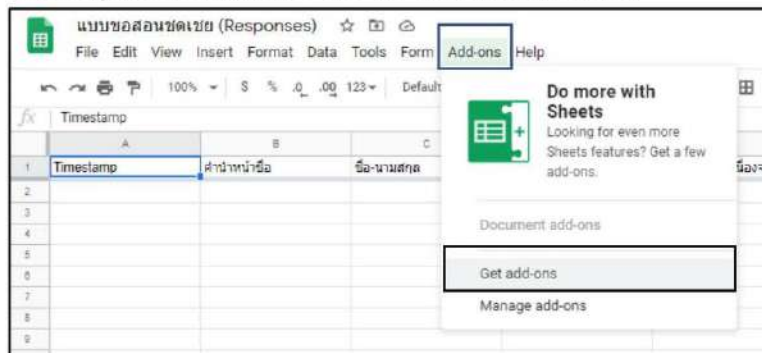 แบบขอสอนชดเชย (Responses)
File Edit View Insert Format Data Tools Form Add-ons Help
100% $ % .0 .00 123 Default
fx Timestamp
A B C
1 Timestamp คำนำหน้าชื่อ ชื่อ-นามสกุล
2
3
4
5
6
7
8
9
Do more with
Sheets
Looking for even more
Sheets features? Get a few
add-ons.
Document add-ons
Get add-ons
Manage add-ons